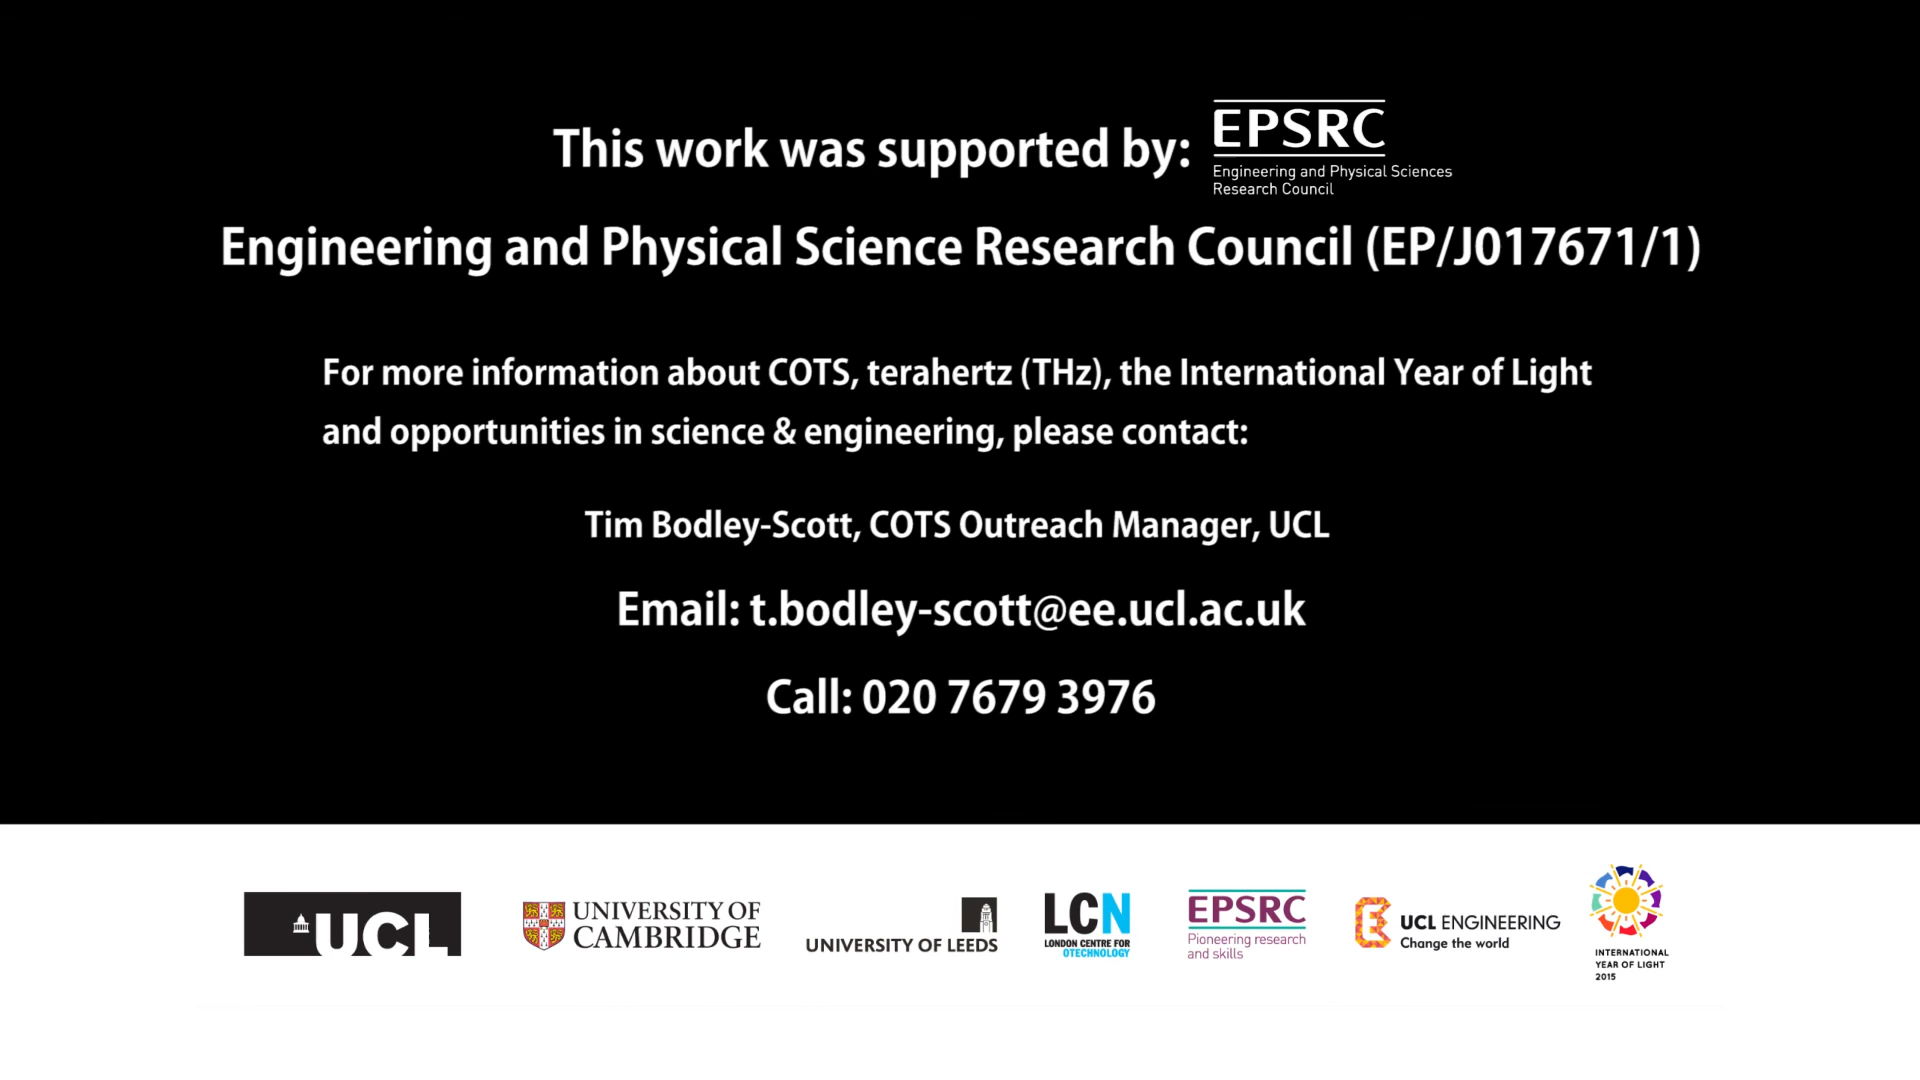 This work was supported by:
EPSRC
Engineering and Physical Sciences
Research Council
Engineering and Physical Science Research Council (EP/J017671/1)
For more information about COTS, terahertz (THz), the International Year of Light
and opportunities in science & engineering, please contact:
Tim Bodley-Scott, COTS Outreach Manager, UCL
Email: t.bodley-scott@ee.ucl.ac.uk
Call: 020 7679 3976
UCL
UNIVERSITY OF
CAMBRIDGE
UNIVERSITY OF LEEDS
LCN
LONDON CENTRE FOR
OTECHNOLOGY
EPSRC
Pioneering research
and skills
UCL ENGINEERING
Change the world
INTERNATIONAL
YEAR OF LIGHT
2015